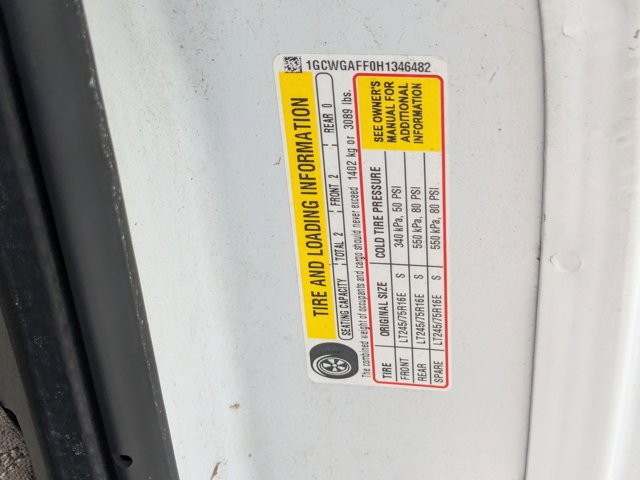 1GCWGAFF0H1346482
TIRE AND LOADING INFORMATION
SEATING CAPACITY TOTAL 2 FRONT 2 REAR 0
The combined weight of occupants and cargo should never exceed 1402 kg or 3089 lbs.
TIRE ORIGINAL SIZE COLD TIRE PRESSURE
FRONT LT245/75R16E S 340 kPa, 50 PSI
REAR LT245/75R16E S 550 kPa, 80 PSI
SPARE LT245/75R16E S 550 kPa, 80 PSI
SEE OWNER'S
MANUAL FOR
ADDITIONAL
INFORMATION